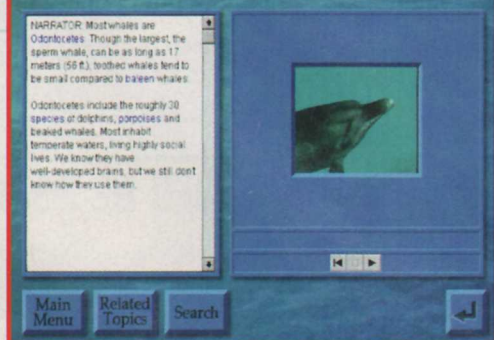 NARRATOR: Most whales are
Odontocetes. Though the largest, the
sperm whale, can be as long as 17
meters (56 ft.), toothed whales tend to
be small compared to baleen whales.
Odontocetes include the roughly 30
species of dolphins, porpoises and
beaked whales. Most inhabit
temperate waters, living highly social
lives. We know they have
well-developed brains, but we still don't
know how they use them.
Main
Menu
Related
Topics
Search